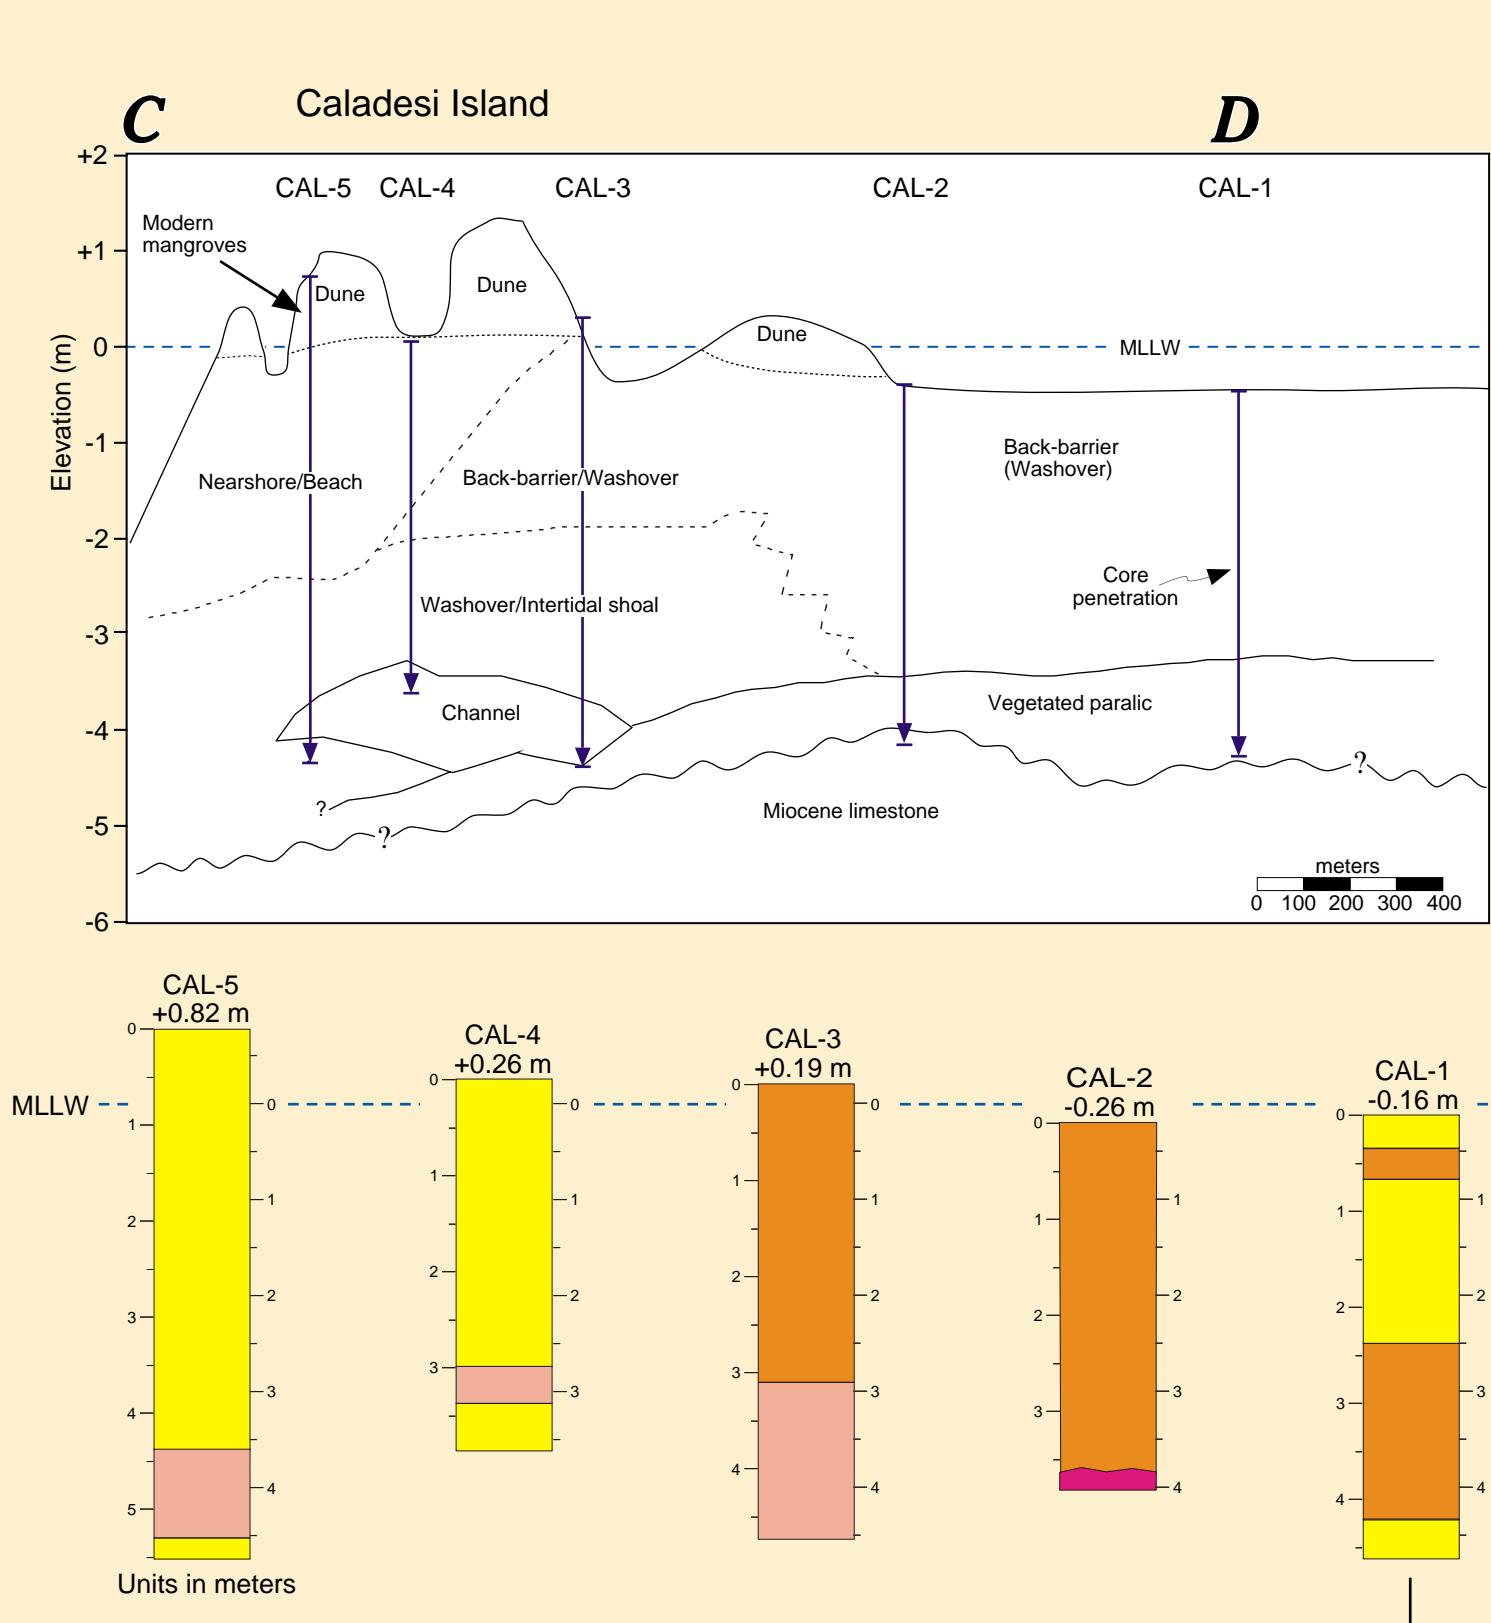 C
Caladesi Island
D
+2
+1
0
-1
-2
-3
-4
-5
-6
Elevation (m)
CAL-5
CAL-4
CAL-3
CAL-2
CAL-1
Modern
mangroves
Dune
Dune
Dune
MLLW
Nearshore/Beach
Back-barrier/Washover
Back-barrier
(Washover)
Core
penetration
Washover/Intertidal shoal
Channel
Vegetated paralic
?
?
?
Miocene limestone
meters
0 100 200 300 400
CAL-5
+0.82 m
0
1
2
3
4
5
0
1
2
3
4
MLLW
Units in meters
CAL-4
+0.26 m
0
1
2
3
0
1
2
3
CAL-3
+0.19 m
0
1
2
3
4
0
1
2
3
4
CAL-2
-0.26 m
0
1
2
3
1
2
3
4
CAL-1
-0.16 m
0
1
2
3
4
1
2
3
4